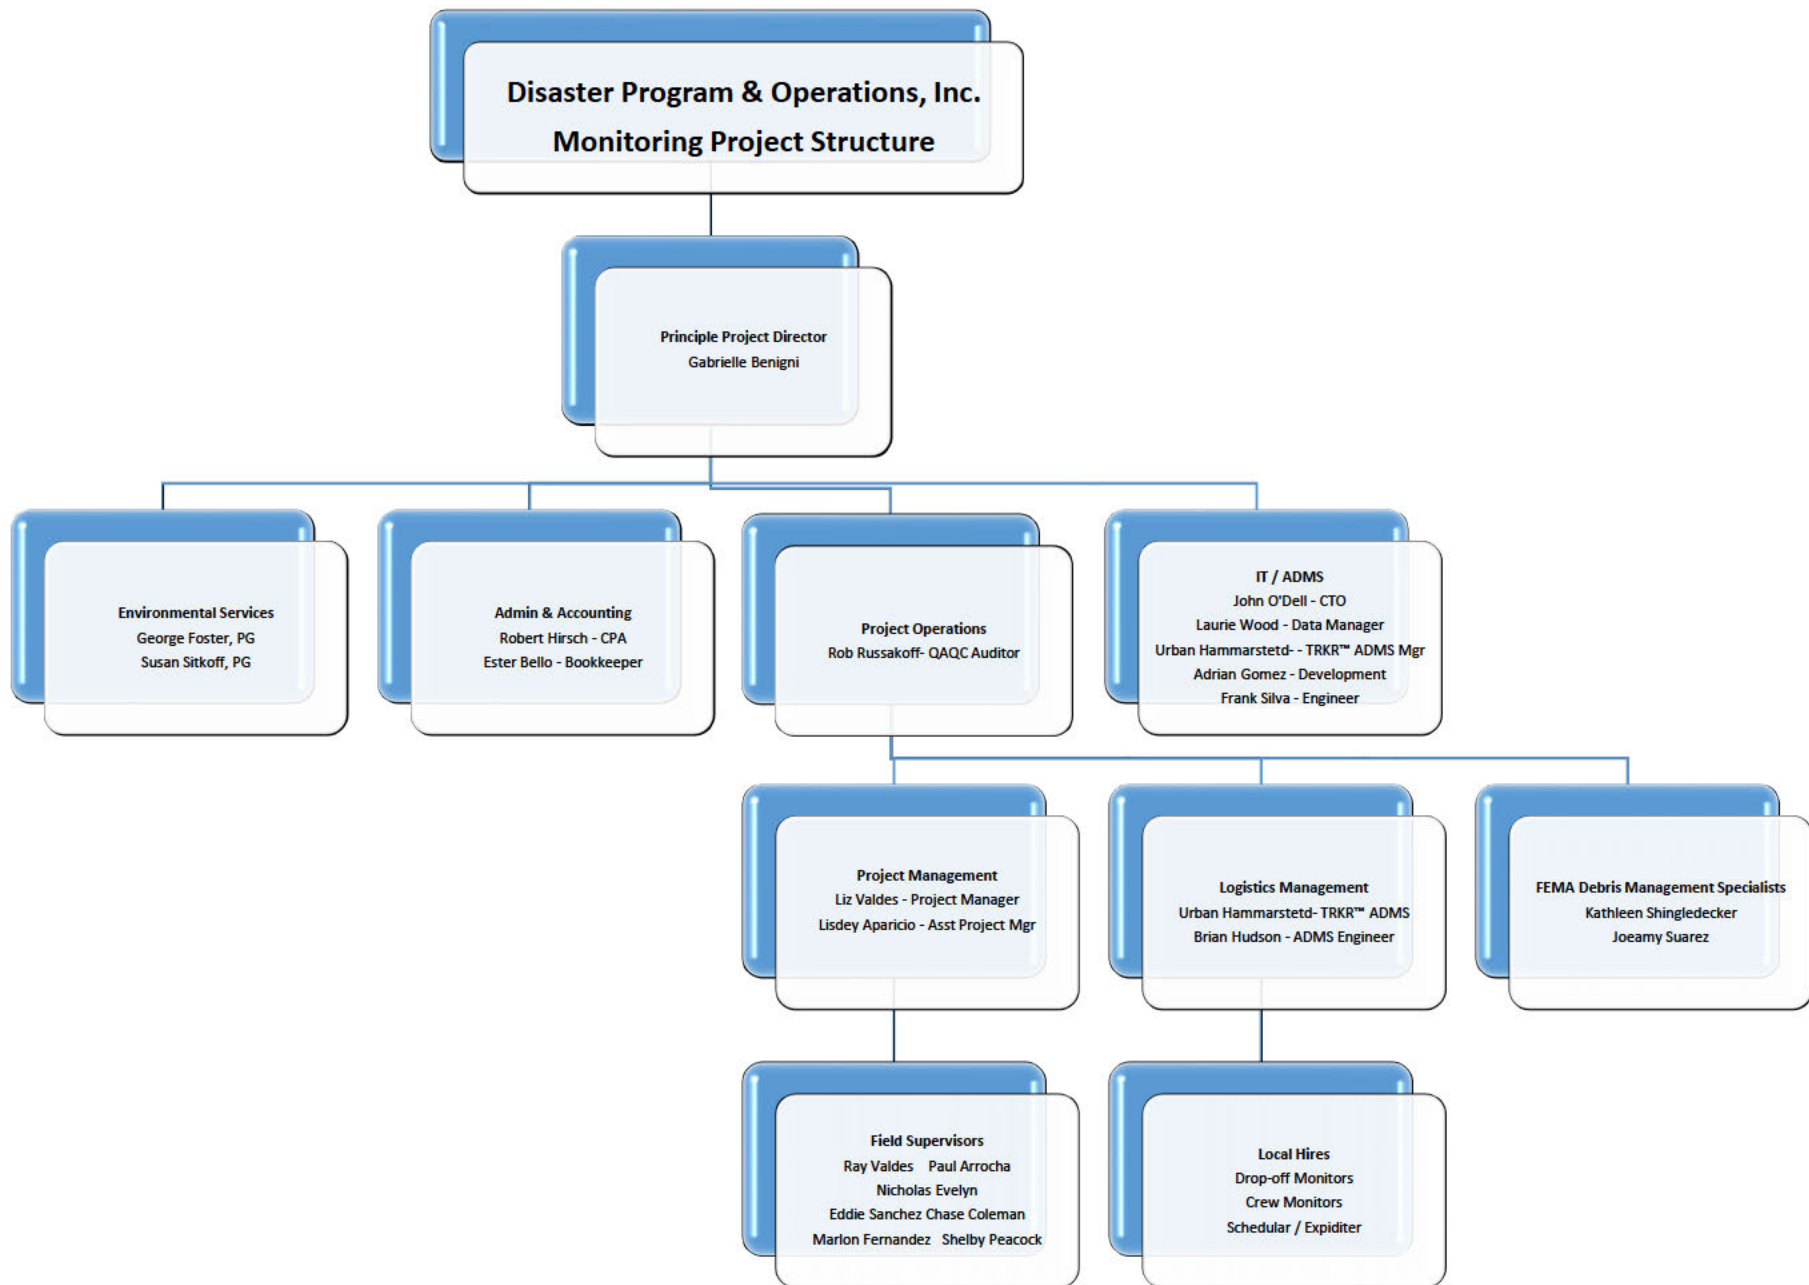 Disaster Program & Operations, Inc.
Monitoring Project Structure
Principle Project Director
Gabrielle Benigni
Environmental Services
George Foster, PG
Susan Sitkoff, PG
Admin & Accounting
Robert Hirsch - CPA
Ester Bello - Bookkeeper
Project Operations
Rob Russakoff- QAQC Auditor
IT / ADMS
John O'Dell - CTO
Laurie Wood - Data Manager
Urban Hammarstetd- - TRKR™ ADMS Mgr
Adrian Gomez - Development
Frank Silva - Engineer
Project Management
Liz Valdes - Project Manager
Lisdey Aparicio - Asst Project Mgr
Logistics Management
Urban Hammarstetd- TRKR™ ADMS
Brian Hudson - ADMS Engineer
FEMA Debris Management Specialists
Kathleen Shingledecker
Joeamy Suarez
Field Supervisors
Ray Valdes Paul Arrocha
Nicholas Evelyn
Eddie Sanchez Chase Coleman
Marlon Fernandez Shelby Peacock
Local Hires
Drop-off Monitors
Crew Monitors
Schedular / Expiditer